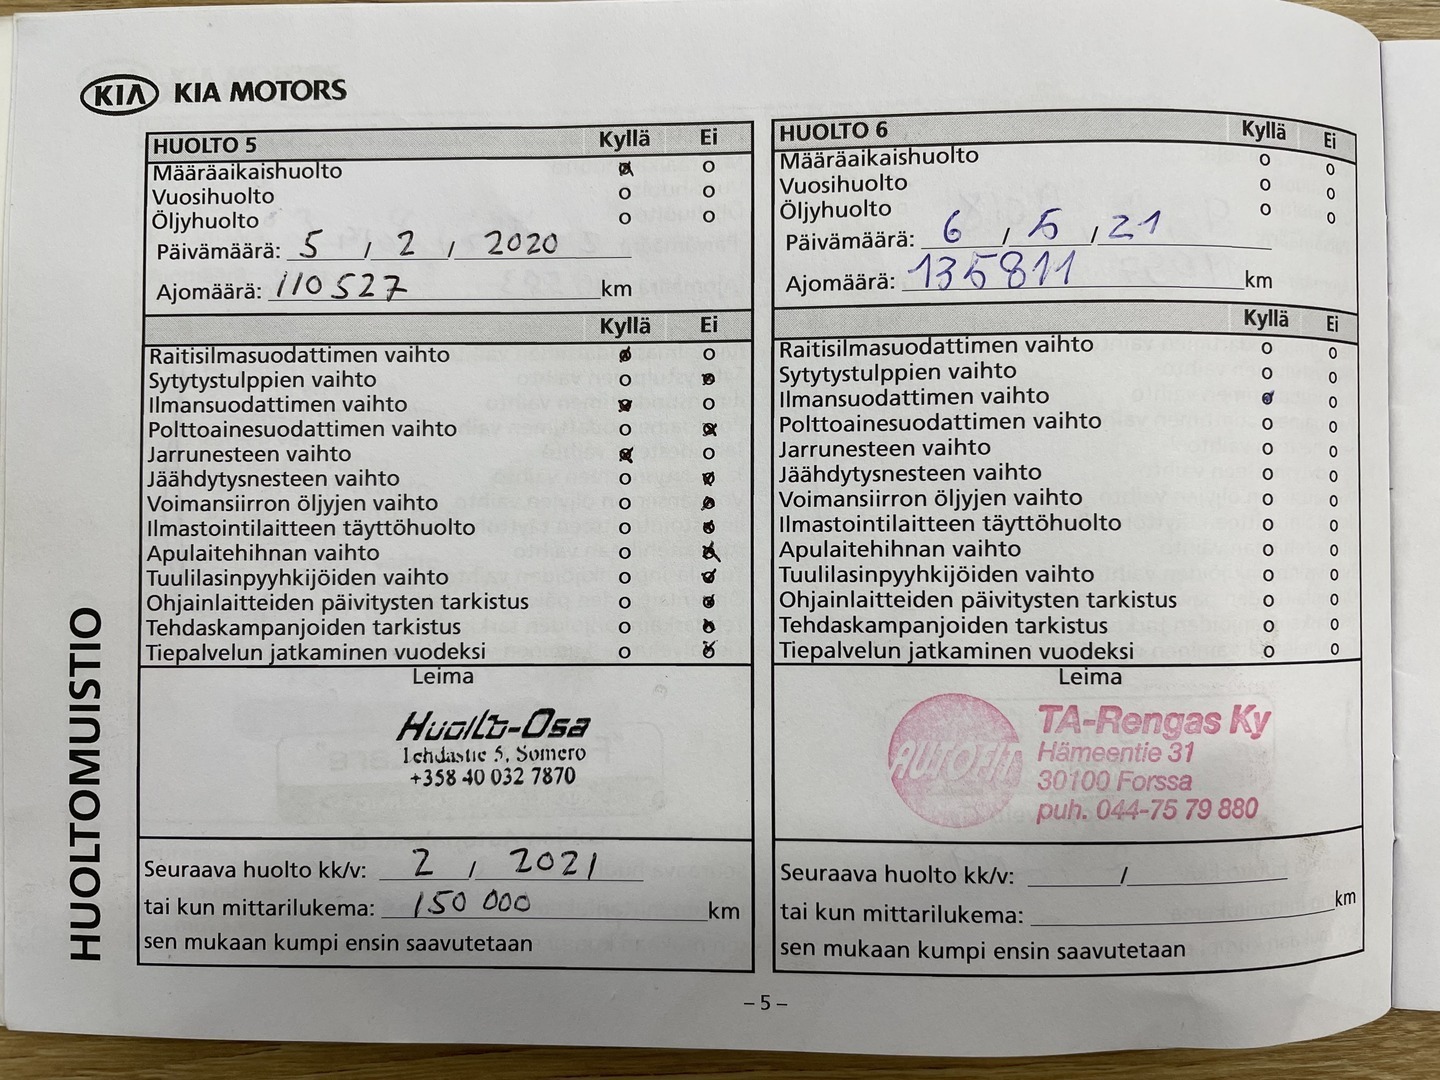 KIA KIA MOTORS
HUOLTOMUISTIO
HUOLTO 5 Kyllä Ei
Määräaikaishuolto o o
Vuosihuolto o o
Öljyhuolto o o
Päivämäärä: 5 / 2 / 2020
Ajomäärä: 110527 km
Kyllä Ei
Raitisilmasuodattimen vaihto o o
Sytytystulppien vaihto o o
Ilmansuodattimen vaihto o o
Polttoainesuodattimen vaihto o o
Jarrunesteen vaihto o o
Jäähdytysnesteen vaihto o o
Voimansiirron öljyjen vaihto o o
Ilmastointilaitteen täyttöhuolto o o
Apulaitehihnan vaihto o o
Tuulilasinpyyhkijöiden vaihto o o
Ohjainlaitteiden päivitysten tarkistus o o
Tehdaskampanjoiden tarkistus o o
Tiepalvelun jatkaminen vuodeksi o o
Leima
Huolto-Osa
Lehdastie 5, Somero
+358 40 032 7870
Seuraava huolto kk/v: 2 / 2021
tai kun mittarilukema: 150 000 km
sen mukaan kumpi ensin saavutetaan
HUOLTO 6 Kyllä Ei
Määräaikaishuolto o o
Vuosihuolto o o
Öljyhuolto o o
Päivämäärä: 6 / 5 / 21
Ajomäärä: 135811 km
Kyllä Ei
Raitisilmasuodattimen vaihto o o
Sytytystulppien vaihto o o
Ilmansuodattimen vaihto o o
Polttoainesuodattimen vaihto o o
Jarrunesteen vaihto o o
Jäähdytysnesteen vaihto o o
Voimansiirron öljyjen vaihto o o
Ilmastointilaitteen täyttöhuolto o o
Apulaitehihnan vaihto o o
Tuulilasinpyyhkijöiden vaihto o o
Ohjainlaitteiden päivitysten tarkistus o o
Tehdaskampanjoiden tarkistus o o
Tiepalvelun jatkaminen vuodeksi o o
Leima
AUTOFIT
TA-Rengas Ky
Hämeentie 31
30100 Forssa
puh. 044-75 79 880
Seuraava huolto kk/v: /
tai kun mittarilukema: km
sen mukaan kumpi ensin saavutetaan
– 5 –